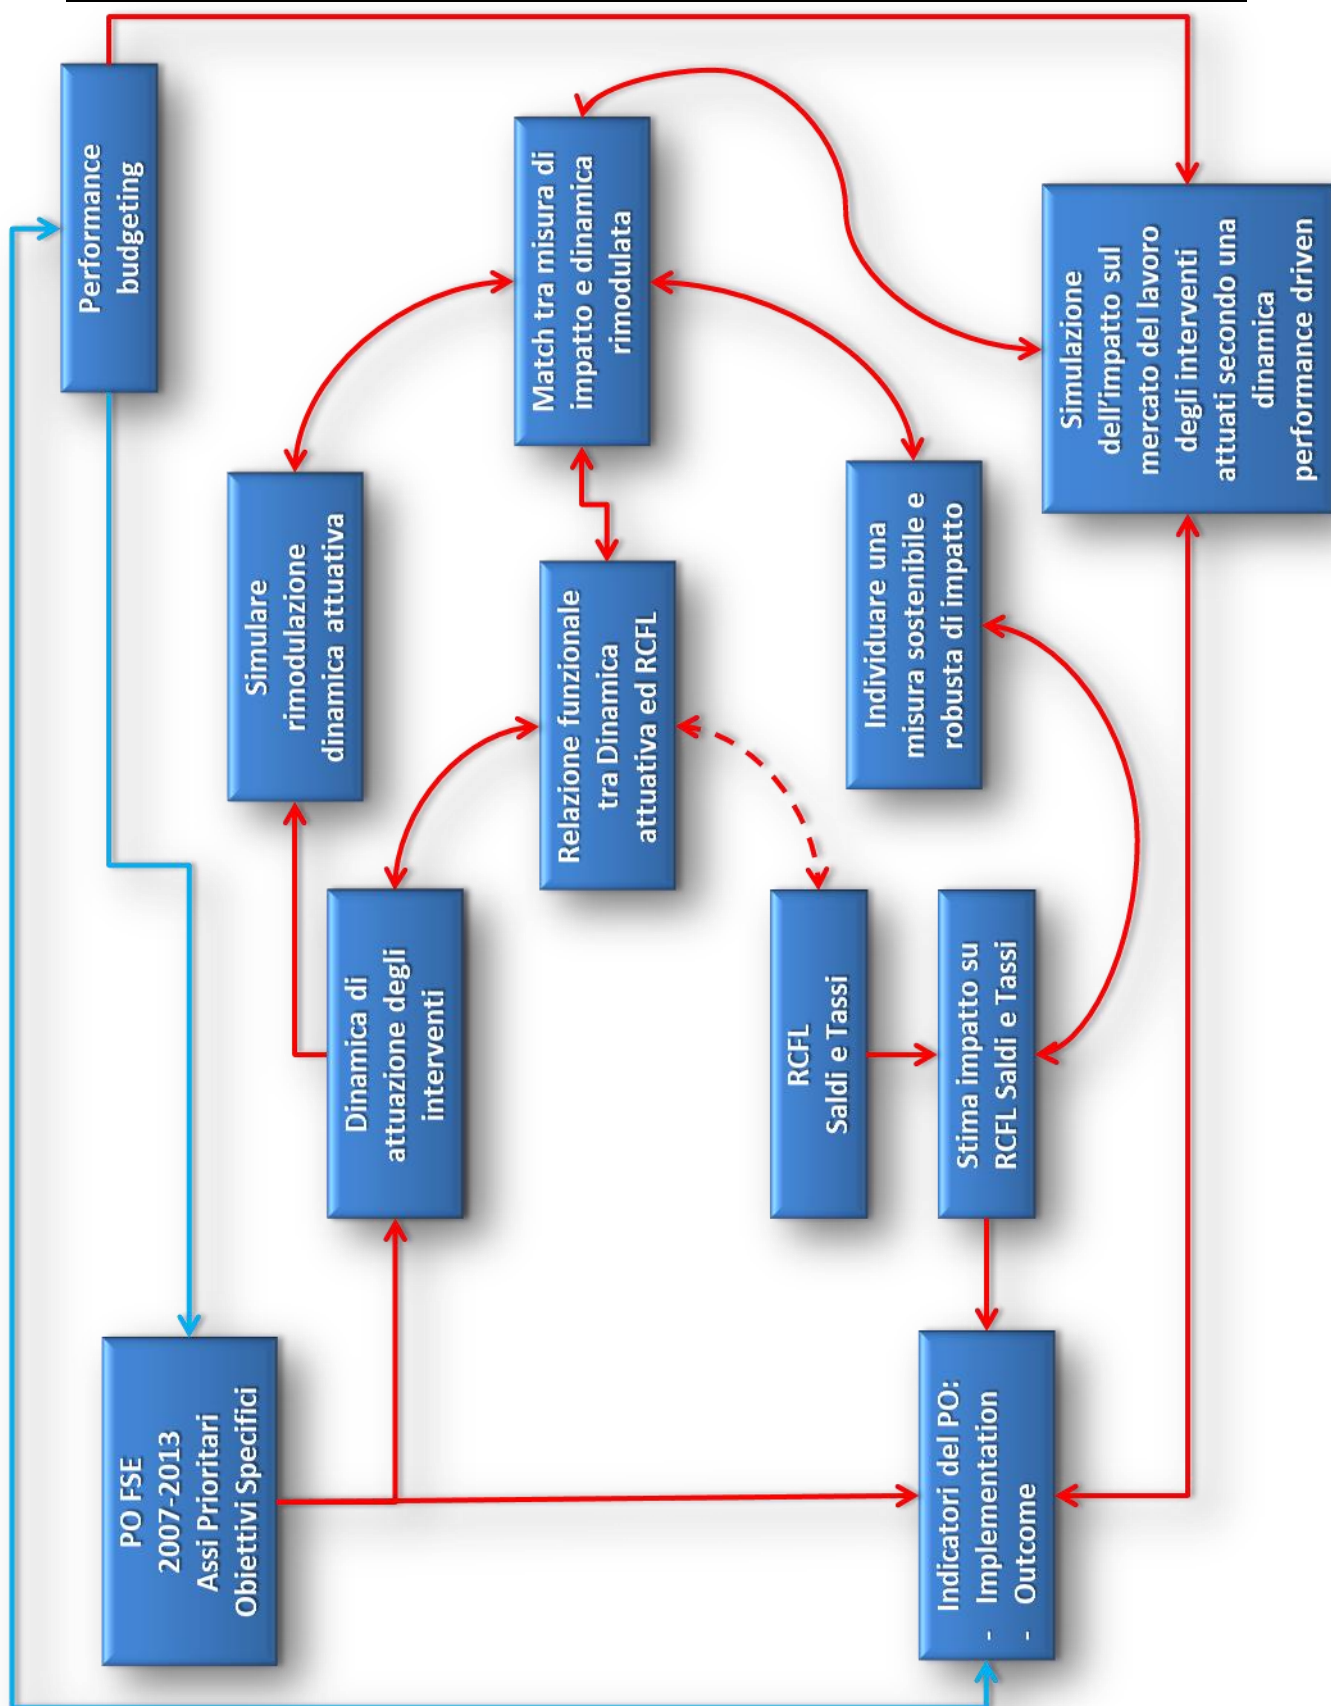 PO FSE
2007-2013
Assi Prioritari
Obiettivi Specifici
Performance
budgeting
Dinamica di
attuazione degli
interventi
Simulare
rimodulazione
dinamica attuativa
Match tra misura di
impatto e dinamica
rimodulata
Relazione funzionale
tra Dinamica
attuativa ed RCFL
RCFL
Saldi e Tassi
Stima impatto su
RCFL Saldi e Tassi
Individuare una
misura sostenibile e
robusta di impatto
Indicatori del PO:
- Implementation
- Outcome
Simulazione
dell'impatto sul
mercato del lavoro
degli interventi
attuati secondo una
dinamica
performance driven